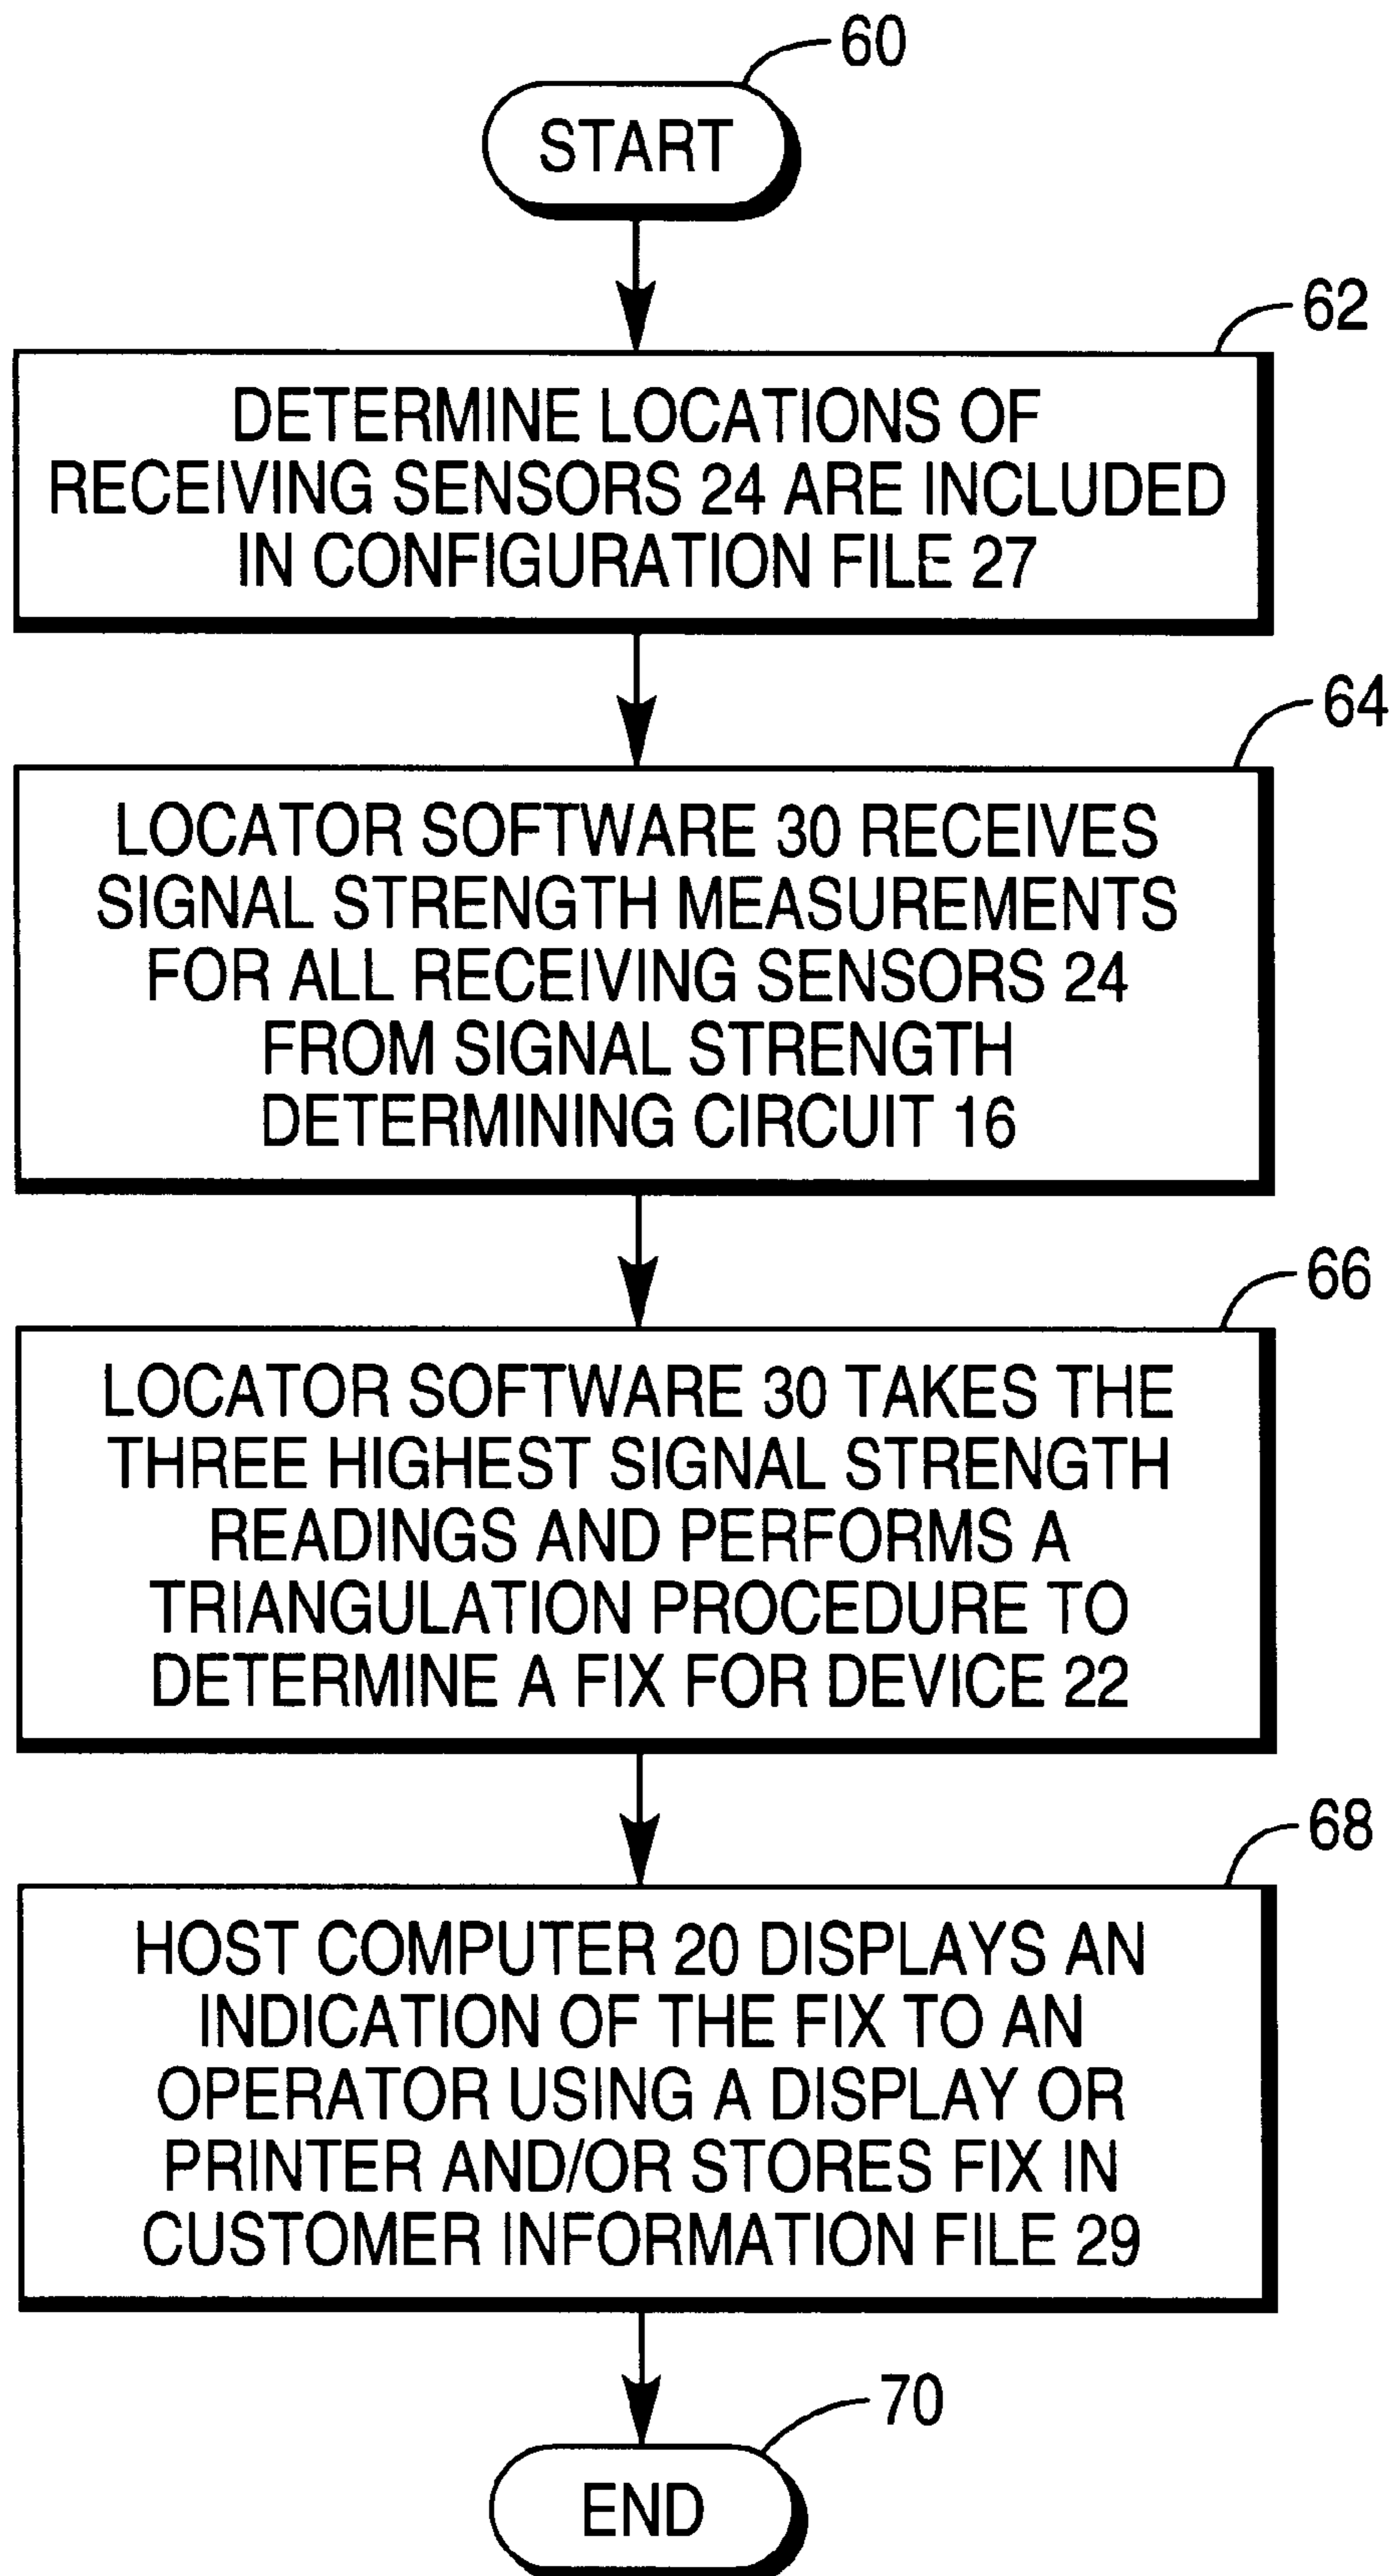 60
START
62
DETERMINE LOCATIONS OF
RECEIVING SENSORS 24 ARE INCLUDED
IN CONFIGURATION FILE 27
64
LOCATOR SOFTWARE 30 RECEIVES
SIGNAL STRENGTH MEASUREMENTS
FOR ALL RECEIVING SENSORS 24
FROM SIGNAL STRENGTH
DETERMINING CIRCUIT 16
66
LOCATOR SOFTWARE 30 TAKES THE
THREE HIGHEST SIGNAL STRENGTH
READINGS AND PERFORMS A
TRIANGULATION PROCEDURE TO
DETERMINE A FIX FOR DEVICE 22
68
HOST COMPUTER 20 DISPLAYS AN
INDICATION OF THE FIX TO AN
OPERATOR USING A DISPLAY OR
PRINTER AND/OR STORES FIX IN
CUSTOMER INFORMATION FILE 29
70
END